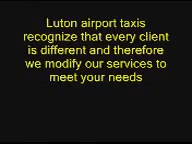 Luton airport taxis
recognize that every client
is different and therefore
we modify our services to
meet your needs